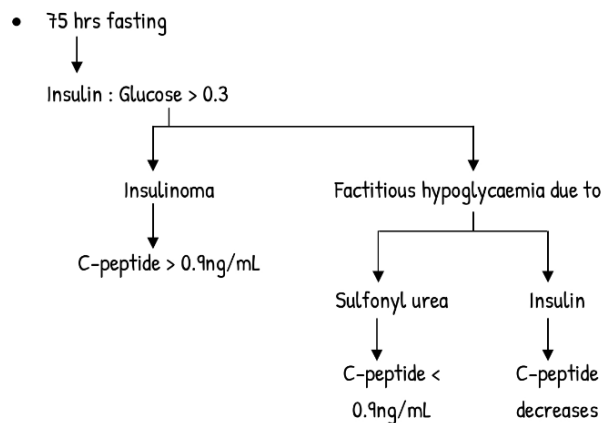 • 75 hrs fasting
Insulin : Glucose > 0.3
Insulinoma
Factitious hypoglycaemia due to
C-peptide > 0.9ng/mL
Sulfonyl urea
Insulin
C-peptide <
0.9ng/mL
C-peptide
decreases